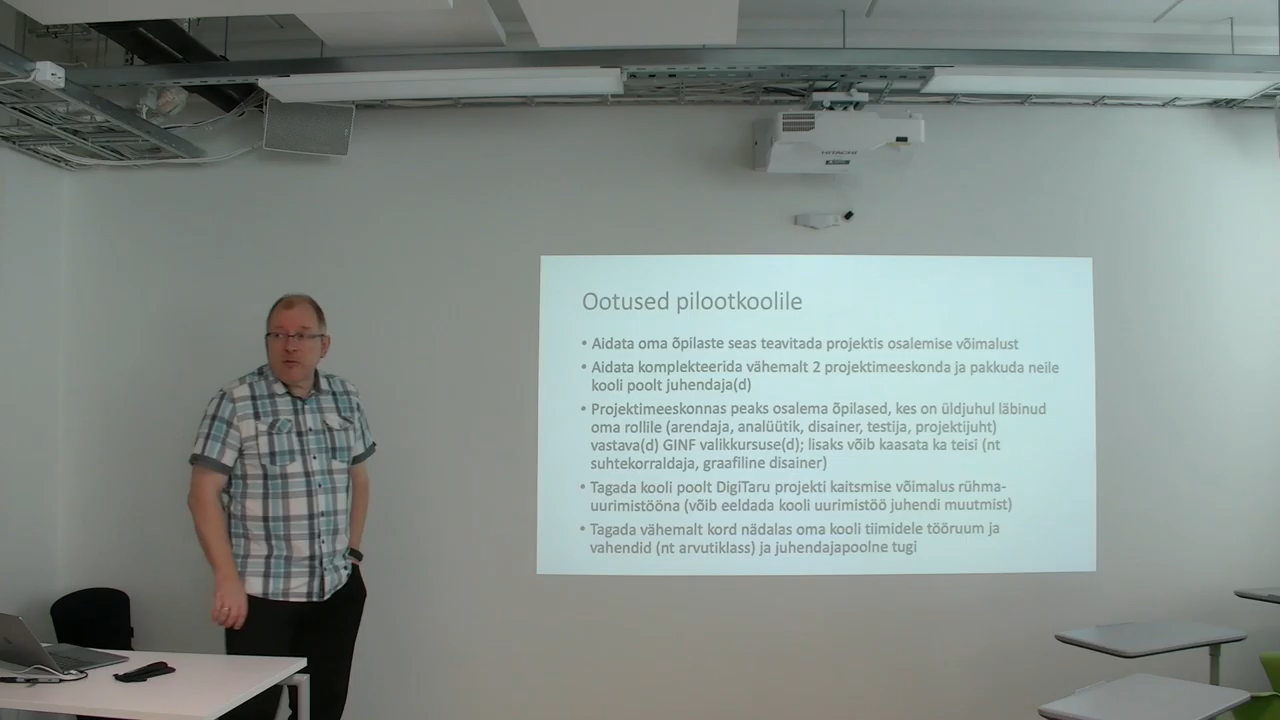 HITACHI
Ootused pilootkoolile
• Aidata oma õpilaste seas teavitada projektis osalemise võimalust
• Aidata komplekteerida vähemalt 2 projektimeeskonda ja pakkuda neile
kooli poolt juhendaja(d)
• Projektimeeskonnas peaks osalema õpilased, kes on üldjuhul läbinud
oma rollile (arendaja, analüütik, disainer, testija, projektijuht)
vastava(d) GINF valikkursuse(d); lisaks võib kaasata ka teisi (nt
suhtekorraldaja, graafiline disainer)
• Tagada kooli poolt DigiTaru projekti kaitsmise võimalus rühma-
uurimistööna (võib eeldada kooli uurimistöö juhendi muutmist)
• Tagada vähemalt kord nädalas oma kooli tiimidele tööruum ja
vahendid (nt arvutiklass) ja juhendajapoolne tugi